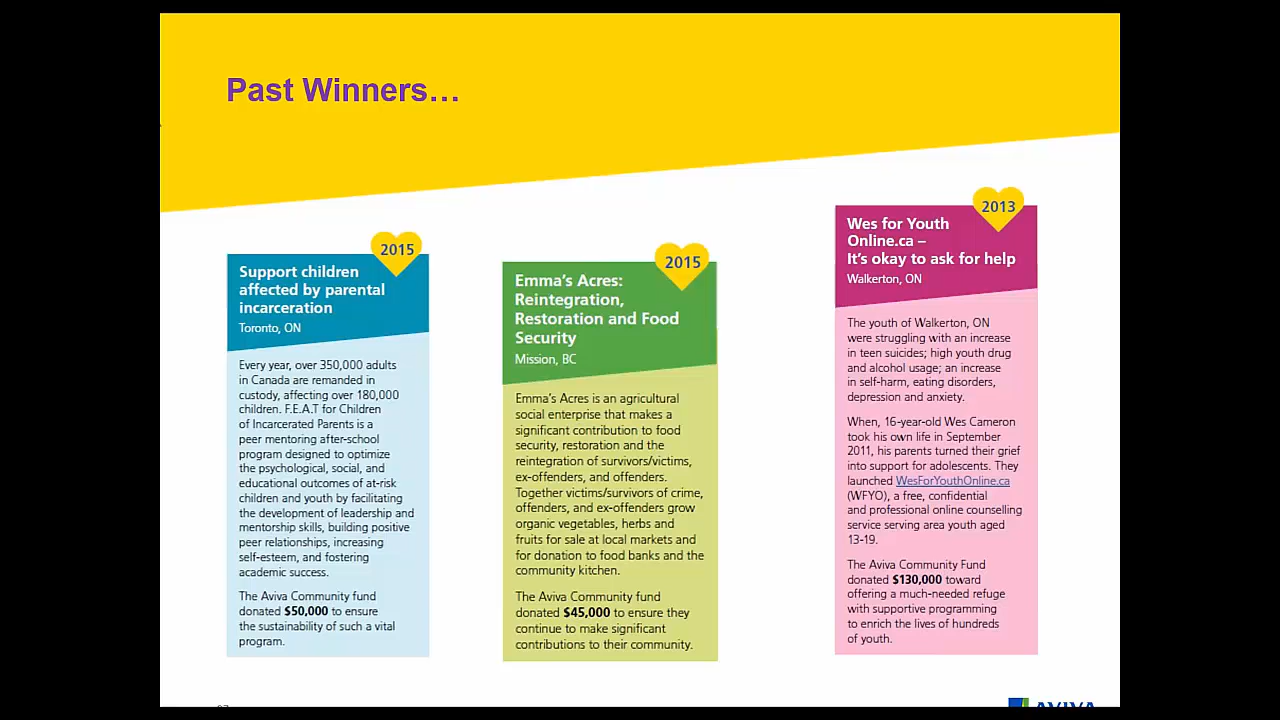 Past Winners…
2015
Support children
affected by parental
incarceration
Toronto, ON
Every year, over 350,000 adults
in Canada are remanded in
custody, affecting over 180,000
children. F.E.A.T for Children
of Incarcerated Parents is a
peer mentoring after-school
program designed to optimize
the psychological, social, and
educational outcomes of at-risk
children and youth by facilitating
the development of leadership and
mentorship skills, building positive
peer relationships, increasing
self-esteem, and fostering
academic success.
The Aviva Community fund
donated $50,000 to ensure
the sustainability of such a vital
program.
2015
Emma's Acres:
Reintegration,
Restoration and Food
Security
Mission, BC
Emma's Acres is an agricultural
social enterprise that makes a
significant contribution to food
security, restoration and the
reintegration of survivors/victims,
ex-offenders, and offenders.
Together victims/survivors of crime,
offenders, and ex-offenders grow
organic vegetables, herbs and
fruits for sale at local markets and
for donation to food banks and the
community kitchen.
The Aviva Community fund
donated $45,000 to ensure they
continue to make significant
contributions to their community.
2013
Wes for Youth
Online.ca –
It's okay to ask for help
Walkerton, ON
The youth of Walkerton, ON
were struggling with an increase
in teen suicides; high youth drug
and alcohol usage; an increase
in self-harm, eating disorders,
depression and anxiety.
When, 16-year-old Wes Cameron
took his own life in September
2011, his parents turned their grief
into support for adolescents. They
launched WesForYouthOnline.ca
(WFYO), a free, confidential
and professional online counselling
service serving area youth aged
13-19.
The Aviva Community Fund
donated $130,000 toward
offering a much-needed refuge
with supportive programming
to enrich the lives of hundreds
of youth.
AVIVA